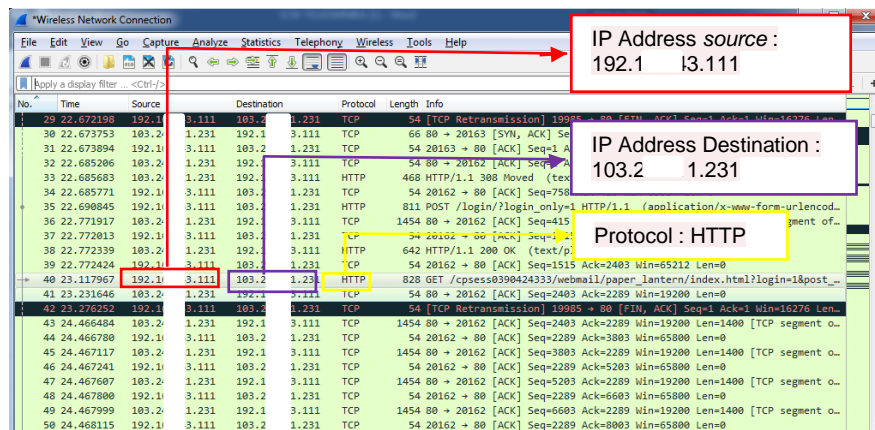 *Wireless Network Connection
File Edit View Go Capture Analyze Statistics Telephony Wireless Tools Help
Apply a display filter ... <Ctrl-/>
IP Address source :
192.1 43.111
IP Address Destination :
103.2 1.231
Protocol : HTTP
No. Time Source Destination Protocol Length Info
29 22.672198 192.1 3.111 103.2 1.231 TCP 54 [TCP Retransmission] 19985 → 80 [FIN, ACK] Seq=1 Ack=1 Win=16276 Len…
30 22.673753 103.24 1.231 192.1 3.111 TCP 66 80 → 20163 [SYN, ACK] Se
31 22.673894 192.1 3.111 103.2 1.231 TCP 54 20163 → 80 [ACK] Seq=1 A
32 22.685206 103.24 1.231 192.1 3.111 TCP 54 80 → 20162 [ACK]
33 22.685683 103.24 1.231 192.1 3.111 HTTP 468 HTTP/1.1 308 Moved (tex
34 22.685771 192.1 3.111 103.2 1.231 TCP 54 20162 → 80 [ACK] Seq=758
35 22.690845 192.1 3.111 103.2 1.231 HTTP 811 POST /login/?login_only=1 HTTP/1.1 (application/x-www-form-urlencod…
36 22.771917 103.24 1.231 192.1 3.111 TCP 1454 80 → 20162 [ACK] Seq=415 gment of…
37 22.772013 192.1 3.111 103.2 1.231 TCP 54 20162 → 80 [ACK]
38 22.772339 103.24 1.231 192.1 3.111 HTTP 642 HTTP/1.1 200 OK (text/p
39 22.772424 192.1 3.111 103.2 1.231 TCP 54 20162 → 80 [ACK] Seq=1515 Ack=2403 Win=65212 Len=0
40 23.117967 192.1 3.111 103.2 1.231 HTTP 828 GET /cpsess0390424333/webmail/paper_lantern/index.html?login=1&post_…
41 23.231646 103.24 1.231 192.1 3.111 TCP 54 80 → 20162 [ACK] Seq=2403 Ack=2289 Win=19200 Len=0
42 23.276252 192.1 3.111 103.2 1.231 TCP 54 [TCP Retransmission] 19985 → 80 [FIN, ACK] Seq=1 Ack=1 Win=16276 Len…
43 24.466484 103.24 1.231 192.1 3.111 TCP 1454 80 → 20162 [ACK] Seq=2403 Ack=2289 Win=19200 Len=1400 [TCP segment o…
44 24.466780 192.1 3.111 103.2 1.231 TCP 54 20162 → 80 [ACK] Seq=2289 Ack=3803 Win=65800 Len=0
45 24.467117 103.24 1.231 192.1 3.111 TCP 1454 80 → 20162 [ACK] Seq=3803 Ack=2289 Win=19200 Len=1400 [TCP segment o…
46 24.467241 192.1 3.111 103.2 1.231 TCP 54 20162 → 80 [ACK] Seq=2289 Ack=5203 Win=65800 Len=0
47 24.467607 103.24 1.231 192.1 3.111 TCP 1454 80 → 20162 [ACK] Seq=5203 Ack=2289 Win=19200 Len=1400 [TCP segment o…
48 24.467800 192.1 3.111 103.2 1.231 TCP 54 20162 → 80 [ACK] Seq=2289 Ack=6603 Win=65800 Len=0
49 24.467999 103.24 1.231 192.1 3.111 TCP 1454 80 → 20162 [ACK] Seq=6603 Ack=2289 Win=19200 Len=1400 [TCP segment o…
50 24.468115 192.1 3.111 103.2 1.231 TCP 54 20162 → 80 [ACK] Seq=2289 Ack=8003 Win=65800 Len=0